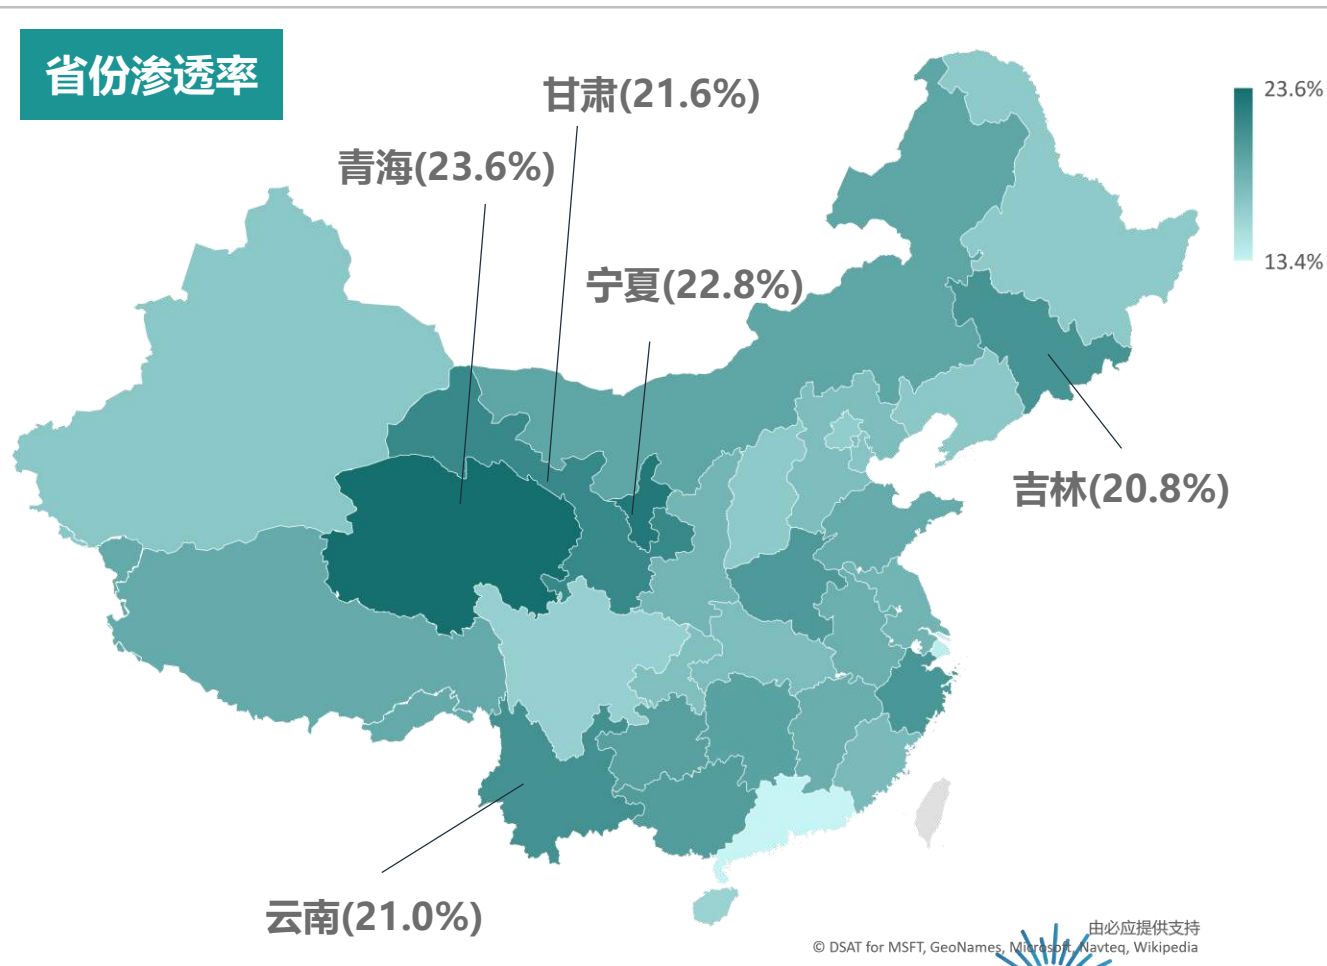 省份渗透率
甘肃(21.6%)
23.6%
青海(23.6%)
13.4%
宁夏(22.8%)
吉林(20.8%)
云南(21.0%)
由必应提供支持
© DSAT for MSFT, GeoNames, Microsoft, Navteq, Wikipedia